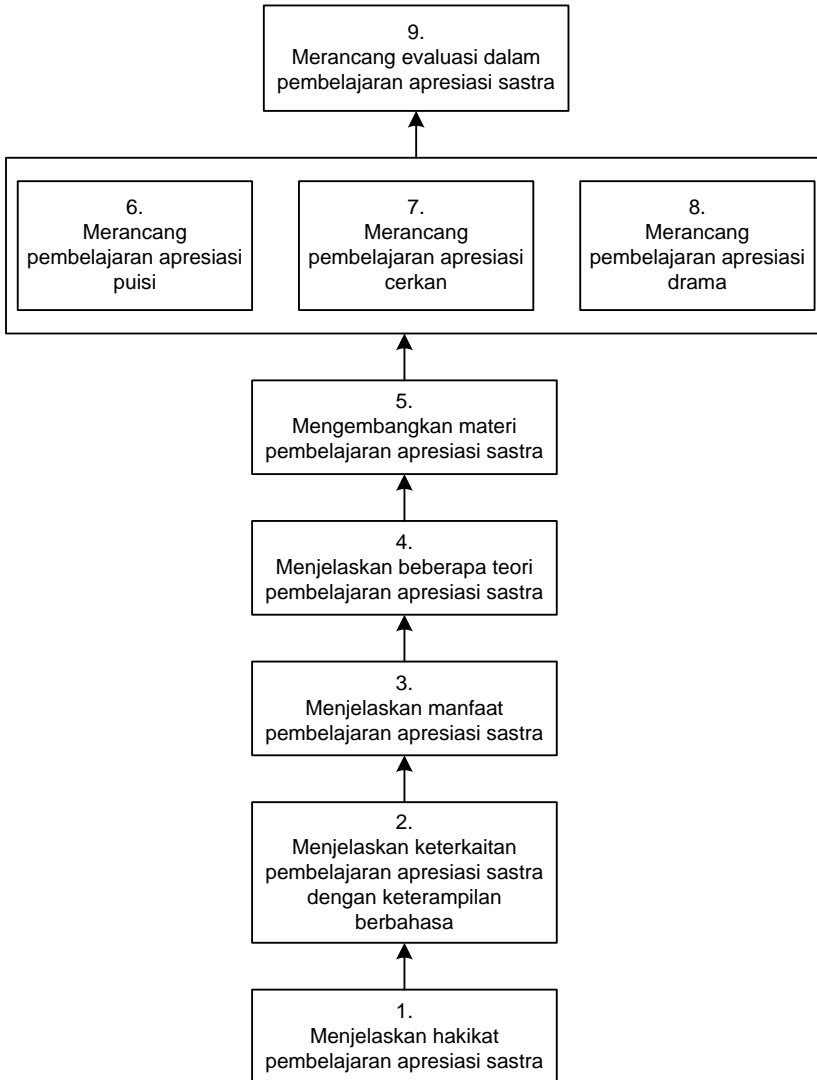 9.
Merancang evaluasi dalam
pembelajaran apresiasi sastra
6.
Merancang
pembelajaran apresiasi
puisi
7.
Merancang
pembelajaran apresiasi
cerkan
8.
Merancang
pembelajaran apresiasi
drama
5.
Mengembangkan materi
pembelajaran apresiasi sastra
4.
Menjelaskan beberapa teori
pembelajaran apresiasi sastra
3.
Menjelaskan manfaat
pembelajaran apresiasi sastra
2.
Menjelaskan keterkaitan
pembelajaran apresiasi sastra
dengan keterampilan
berbahasa
1.
Menjelaskan hakikat
pembelajaran apresiasi sastra